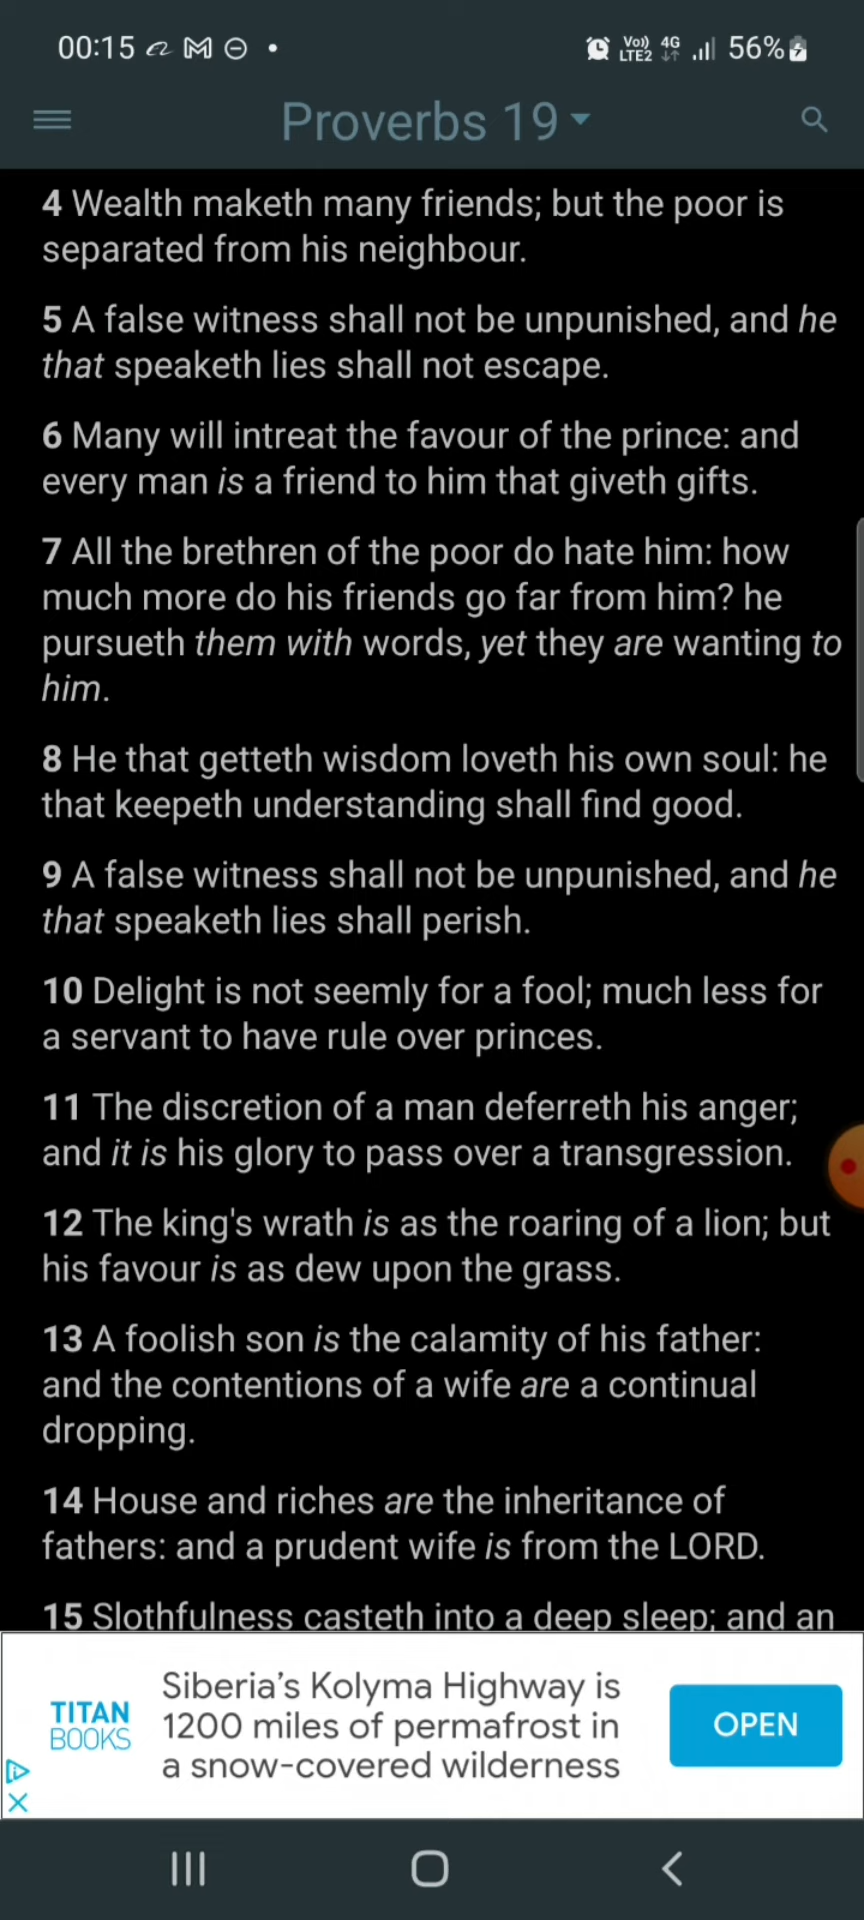 00:15
Vo)) LTE2 4G 56%
Proverbs 19
4 Wealth maketh many friends; but the poor is
separated from his neighbour.
5 A false witness shall not be unpunished, and he
that speaketh lies shall not escape.
6 Many will intreat the favour of the prince: and
every man is a friend to him that giveth gifts.
7 All the brethren of the poor do hate him: how
much more do his friends go far from him? he
pursueth them with words, yet they are wanting to
him.
8 He that getteth wisdom loveth his own soul: he
that keepeth understanding shall find good.
9 A false witness shall not be unpunished, and he
that speaketh lies shall perish.
10 Delight is not seemly for a fool; much less for
a servant to have rule over princes.
11 The discretion of a man deferreth his anger;
and it is his glory to pass over a transgression.
12 The king's wrath is as the roaring of a lion; but
his favour is as dew upon the grass.
13 A foolish son is the calamity of his father:
and the contentions of a wife are a continual
dropping.
14 House and riches are the inheritance of
fathers: and a prudent wife is from the LORD.
15 Slothfulness casteth into a deep sleep; and an
TITAN
BOOKS
Siberia’s Kolyma Highway is
1200 miles of permafrost in
a snow-covered wilderness
OPEN